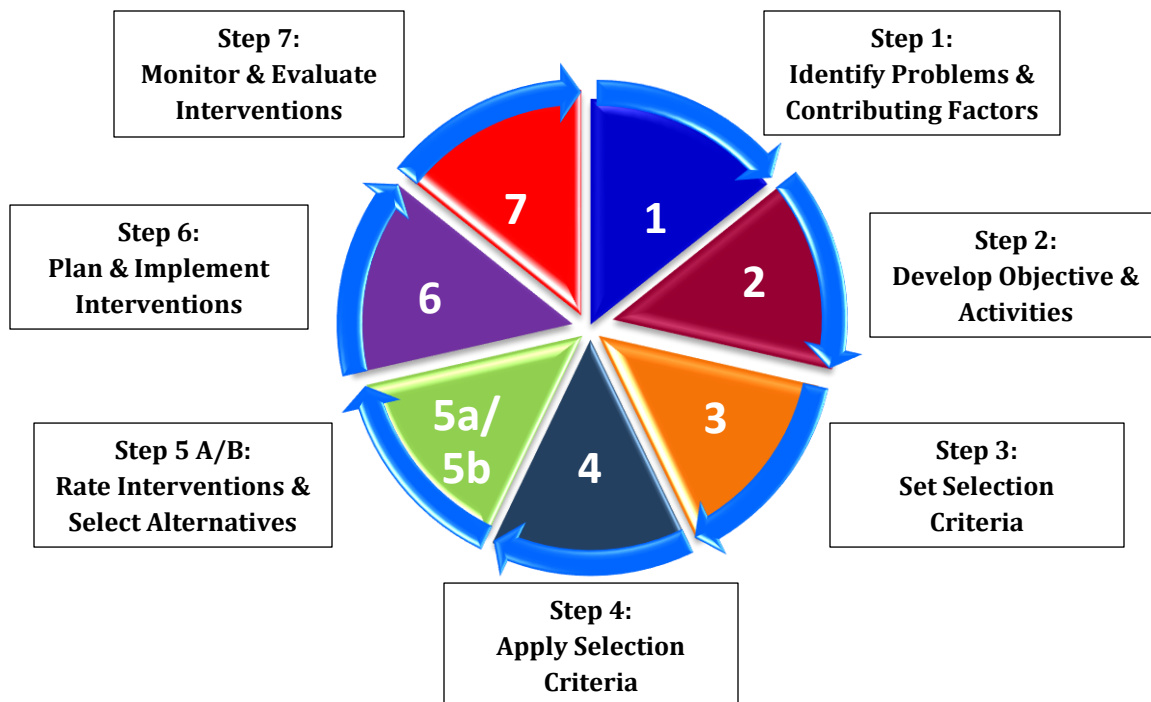 Step 1:
Identify Problems &
Contributing Factors
Step 2:
Develop Objective &
Activities
Step 3:
Set Selection
Criteria
Step 4:
Apply Selection
Criteria
Step 5 A/B:
Rate Interventions &
Select Alternatives
Step 6:
Plan & Implement
Interventions
Step 7:
Monitor & Evaluate
Interventions
1
2
3
4
5a/
5b
6
7